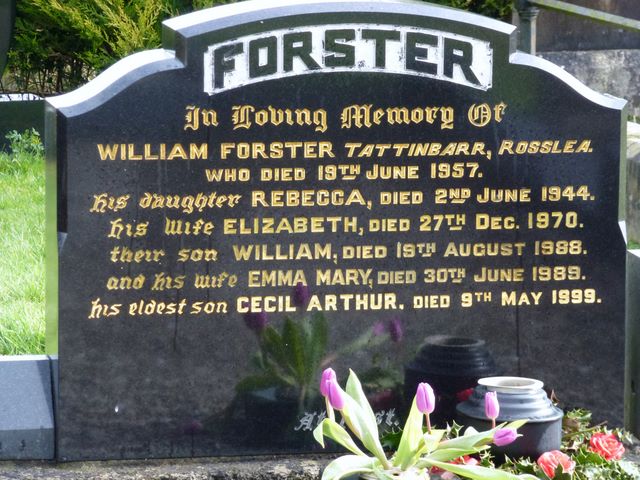 FORSTER
In Loving Memory Of
WILLIAM FORSTER TATTINBARR, ROSSLEA.
WHO DIED 19TH JUNE 1957.
His daughter REBECCA, DIED 2ND JUNE 1944.
his wife ELIZABETH, DIED 27TH DEC. 1970.
their son WILLIAM, DIED 19TH AUGUST 1988.
and his wife EMMA MARY, DIED 30TH JUNE 1989.
his eldest son CECIL ARTHUR. DIED 9TH MAY 1999.